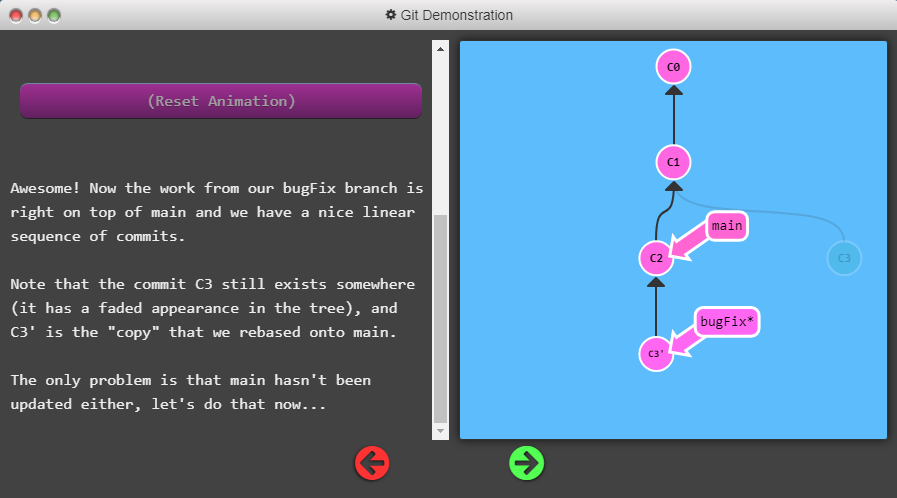 Git Demonstration
(Reset Animation)
Awesome! Now the work from our bugFix branch is
right on top of main and we have a nice linear
sequence of commits.
Note that the commit C3 still exists somewhere
(it has a faded appearance in the tree), and
C3' is the "copy" that we rebased onto main.
The only problem is that main hasn't been
updated either, let's do that now...
C0
C1
main
C2
C3
bugFix*
C3'